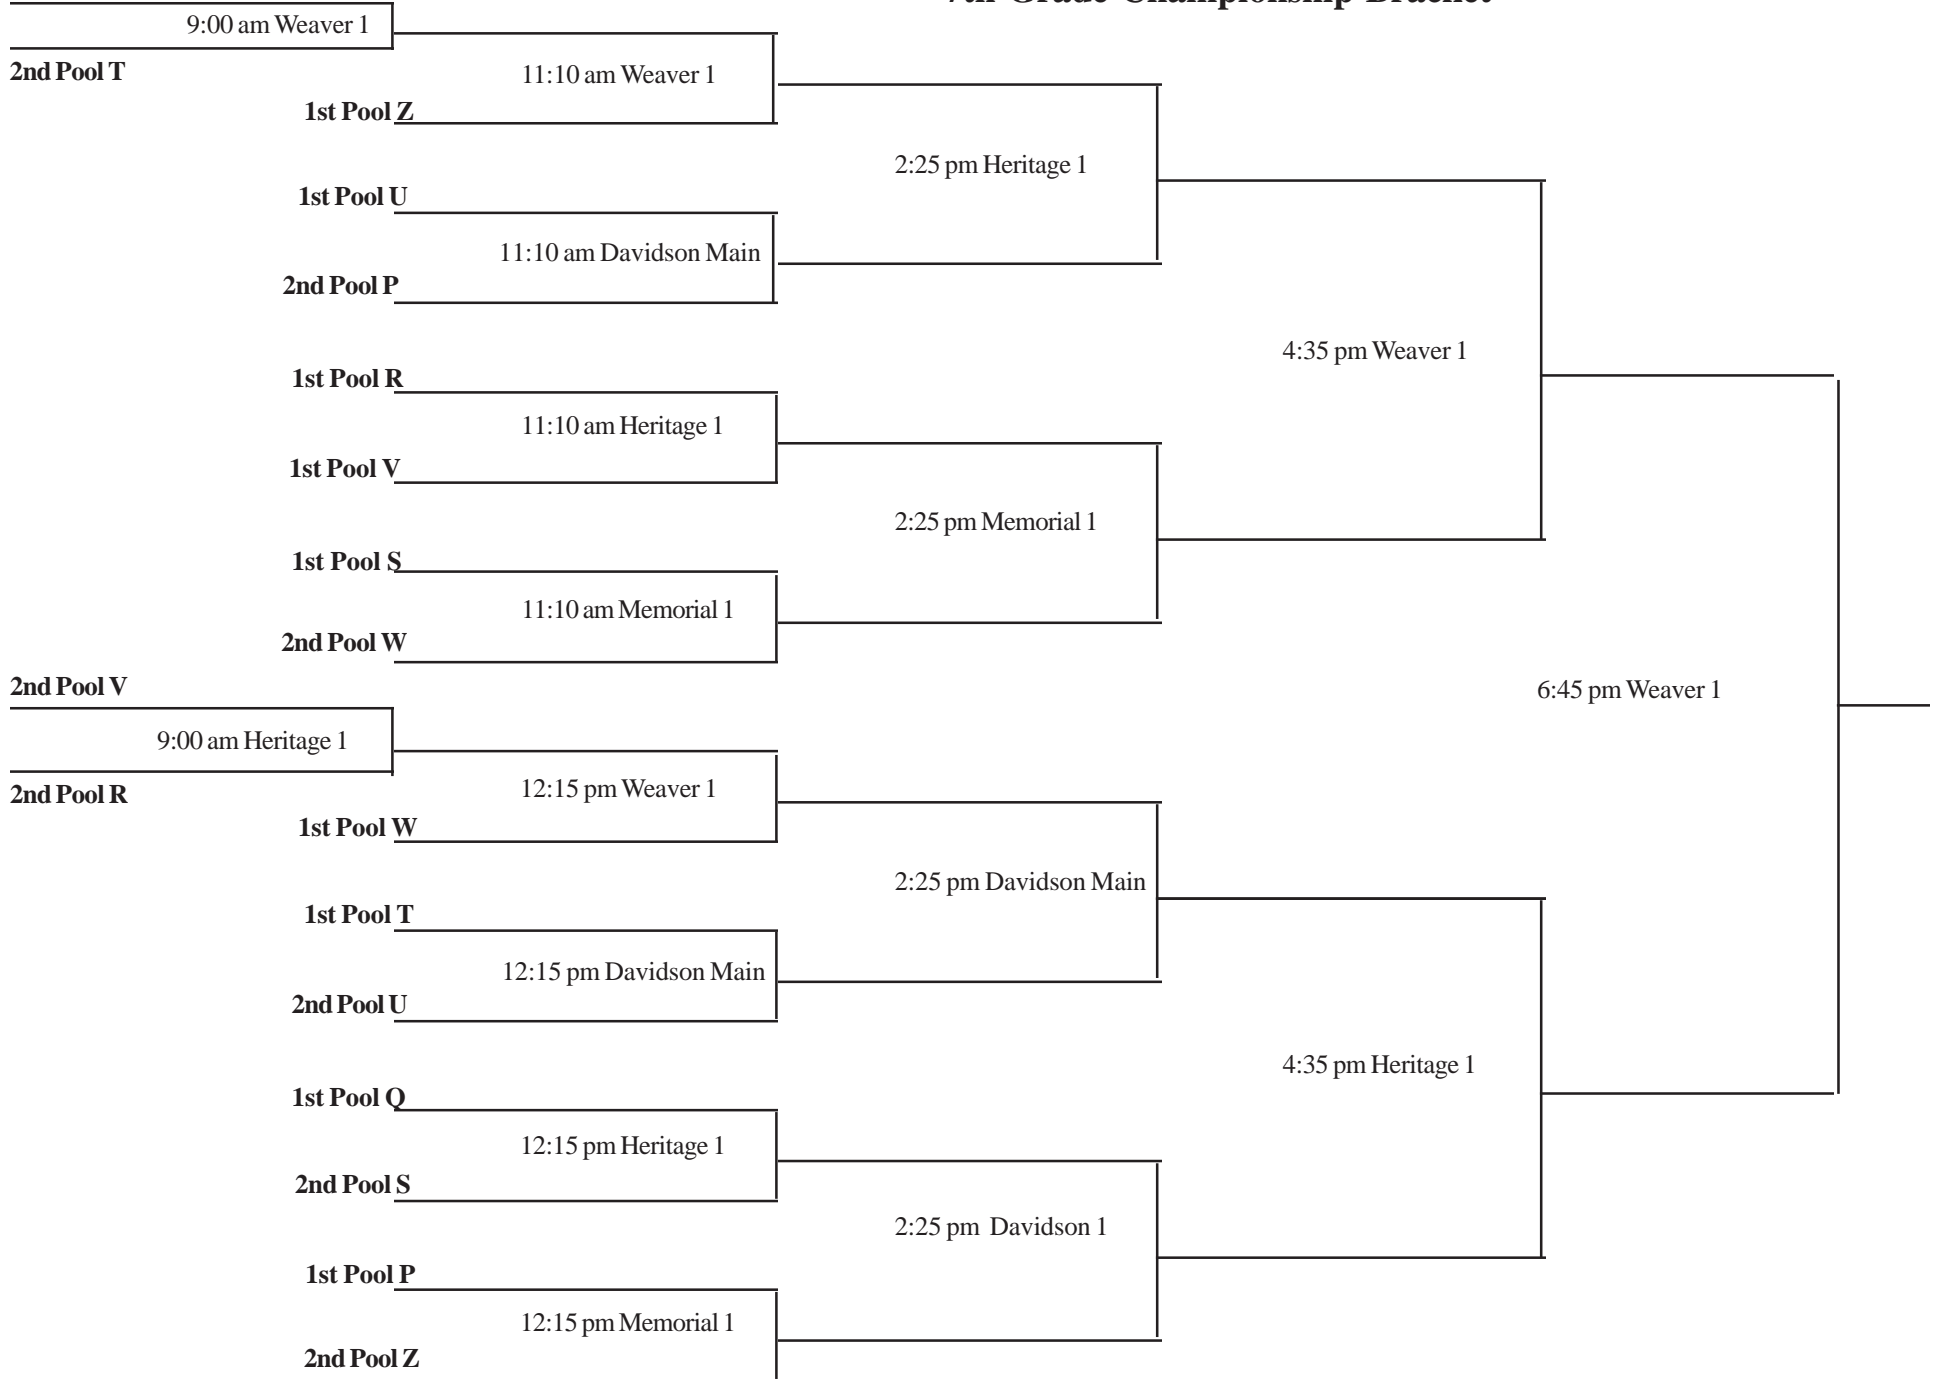 9:00 am Weaver 1
2nd Pool T
11:10 am Weaver 1
1st Pool Z
2:25 pm Heritage 1
1st Pool U
11:10 am Davidson Main
2nd Pool P
4:35 pm Weaver 1
1st Pool R
11:10 am Heritage 1
1st Pool V
2:25 pm Memorial 1
1st Pool S
11:10 am Memorial 1
2nd Pool W
2nd Pool V
6:45 pm Weaver 1
9:00 am Heritage 1
2nd Pool R
12:15 pm Weaver 1
1st Pool W
2:25 pm Davidson Main
1st Pool T
12:15 pm Davidson Main
2nd Pool U
4:35 pm Heritage 1
1st Pool Q
12:15 pm Heritage 1
2nd Pool S
2:25 pm Davidson 1
1st Pool P
12:15 pm Memorial 1
2nd Pool Z